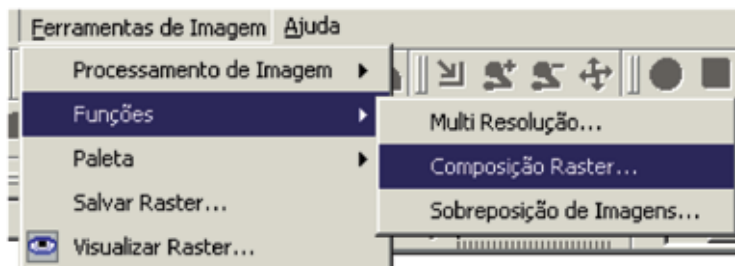 Ferramentas de Imagem Ajuda
Processamento de Imagem
Funções
Multi Resolução...
Composição Raster...
Sobreposição de Imagens...
Paleta
Salvar Raster...
Visualizar Raster...